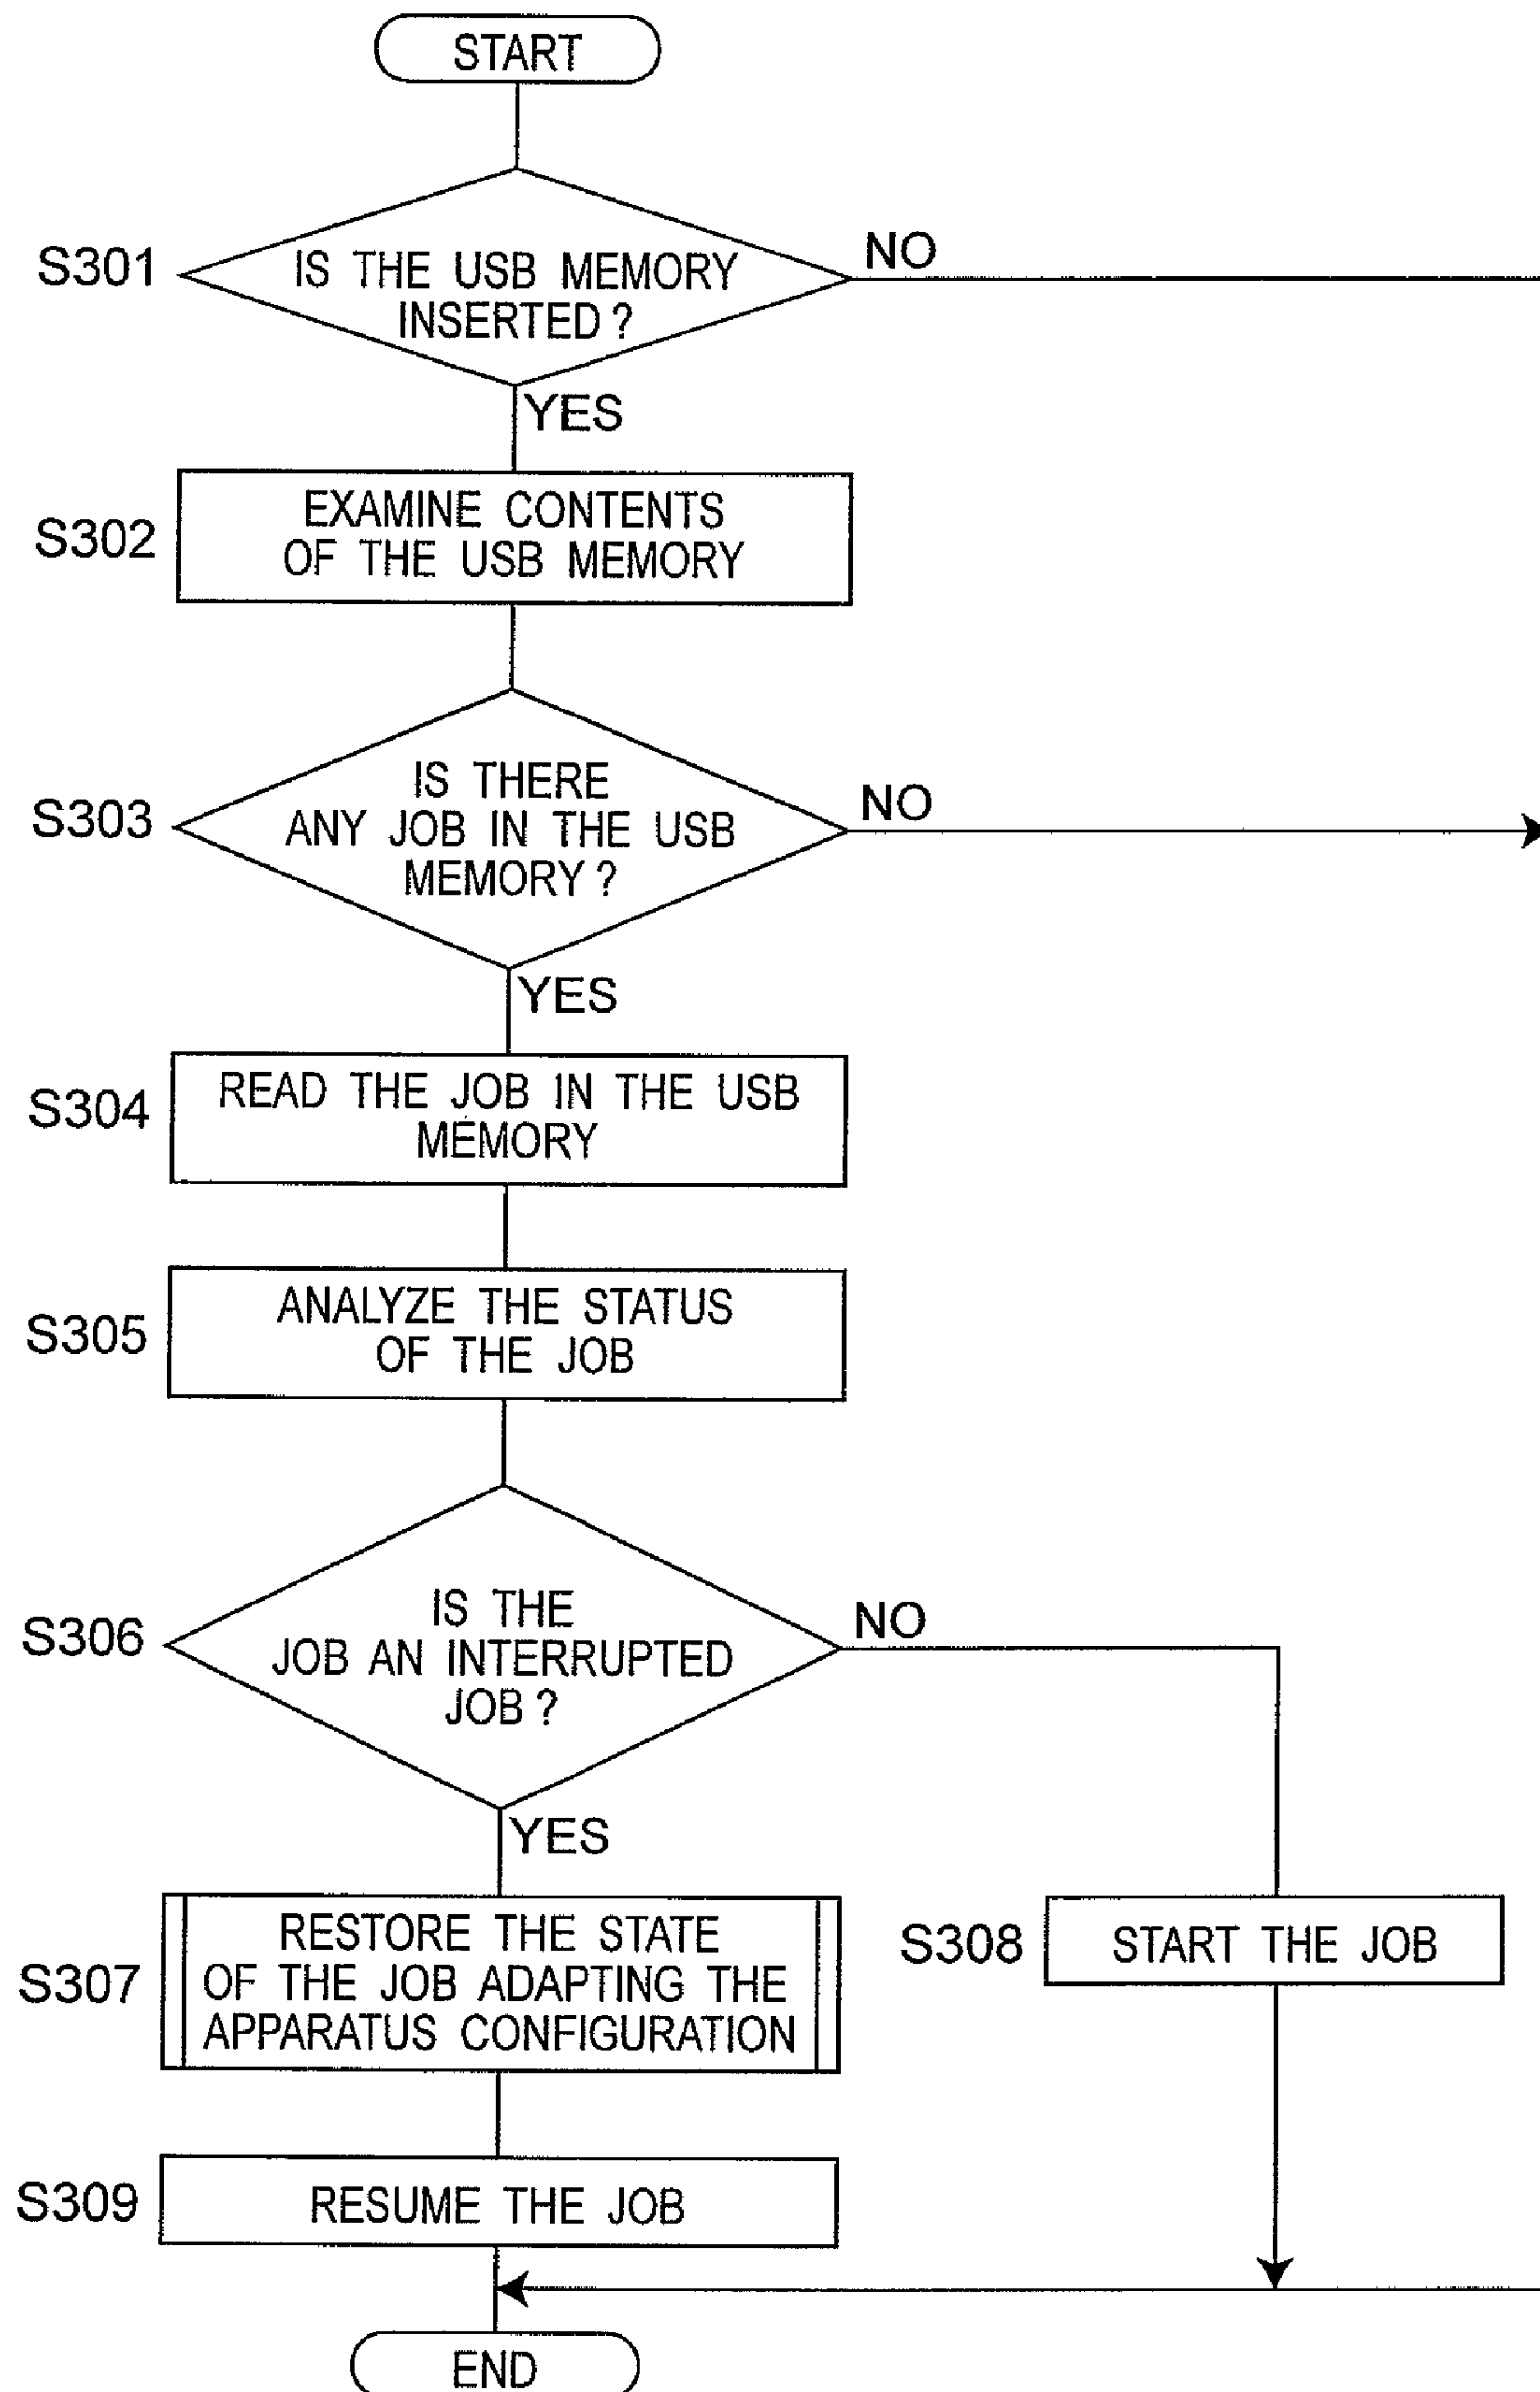 START
S301
IS THE USB MEMORY
INSERTED?
NO
YES
S302
EXAMINE CONTENTS
OF THE USB MEMORY
S303
IS THERE
ANY JOB IN THE USB
MEMORY?
NO
YES
S304
READ THE JOB IN THE USB
MEMORY
S305
ANALYZE THE STATUS
OF THE JOB
S306
IS THE
JOB AN INTERRUPTED
JOB?
NO
YES
S307
RESTORE THE STATE
OF THE JOB ADAPTING THE
APPARATUS CONFIGURATION
S308
START THE JOB
S309
RESUME THE JOB
END